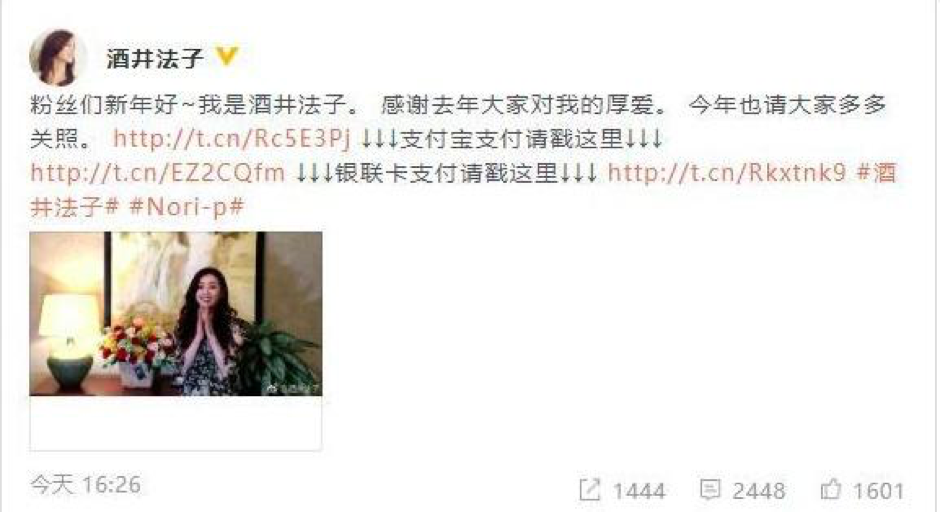 酒井法子
粉丝们新年好~我是酒井法子。 感谢去年大家对我的厚爱。 今年也请大家多多
关照。 http://t.cn/Rc5E3Pj ↓↓↓支付宝支付请戳这里↓↓↓
http://t.cn/EZ2CQfm ↓↓↓银联卡支付请戳这里↓↓↓ http://t.cn/Rkxtnk9 #酒
井法子# #Nori-p#
今天 16:26
1444 2448 1601